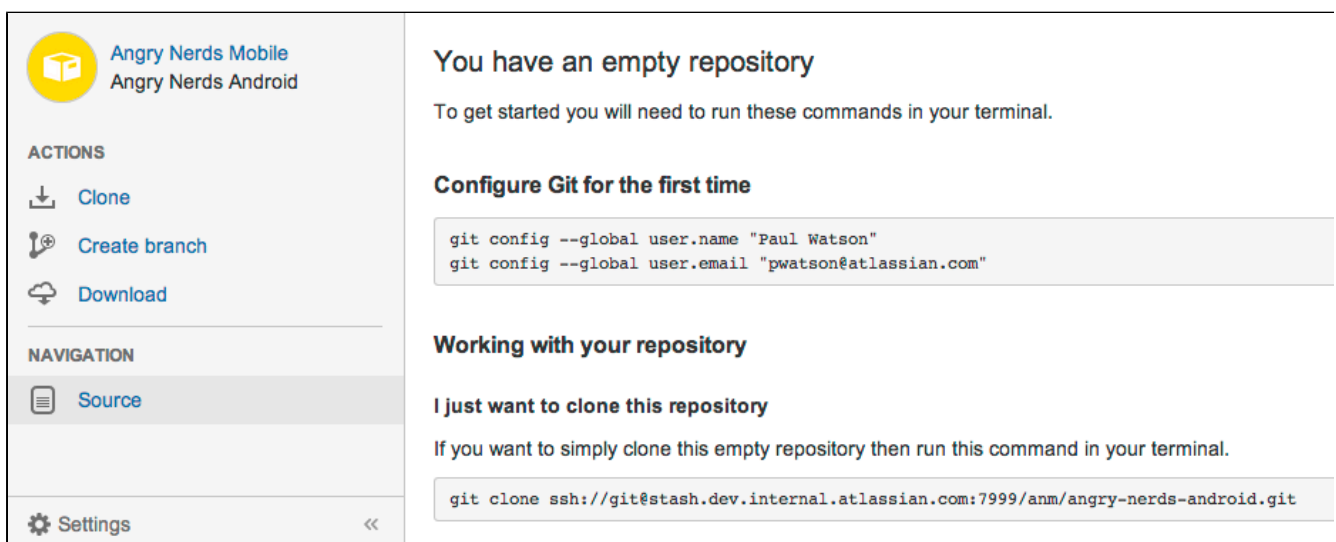 Angry Nerds Mobile
Angry Nerds Android
ACTIONS
Clone
Create branch
Download
NAVIGATION
Source
Settings
You have an empty repository
To get started you will need to run these commands in your terminal.
Configure Git for the first time
git config --global user.name "Paul Watson"
git config --global user.email "pwatson@atlassian.com"
Working with your repository
I just want to clone this repository
If you want to simply clone this empty repository then run this command in your terminal.
git clone ssh://git@stash.dev.internal.atlassian.com:7999/anm/angry-nerds-android.git